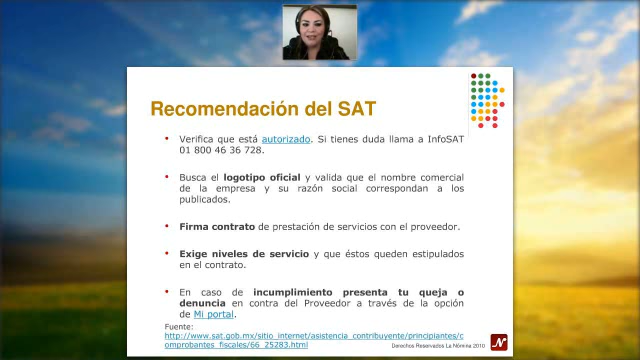 Recomendación del SAT
• Verifica que está autorizado. Si tienes duda llama a InfoSAT
01 800 46 36 728.
• Busca el logotipo oficial y valida que el nombre comercial
de la empresa y su razón social correspondan a los
publicados.
• Firma contrato de prestación de servicios con el proveedor.
• Exige niveles de servicio y que éstos queden estipulados
en el contrato.
• En caso de incumplimiento presenta tu queja o
denuncia en contra del Proveedor a través de la opción
de Mi portal.
Fuente:
http://www.sat.gob.mx/sitio_internet/asistencia_contribuyente/principiantes/c
omprobantes_fiscales/66_25283.html
Derechos Reservados La Nómina 2010
N